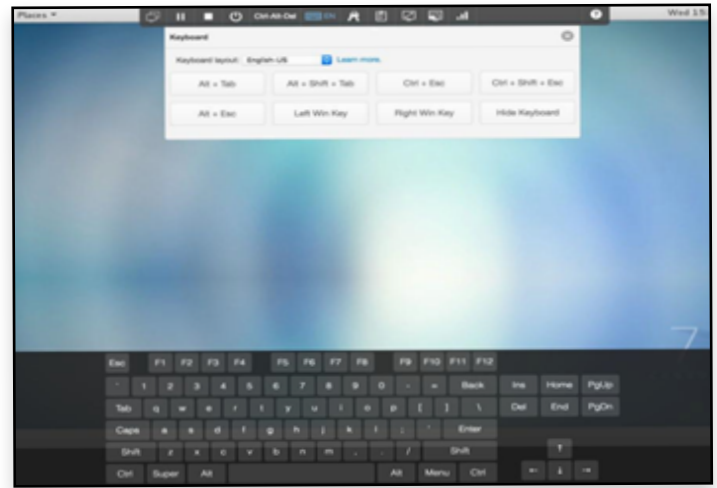 Places
Ctrl Alt Del EN ?
Wed 15:
Keyboard
Keyboard layout: English US Learn more.
Alt + Tab Alt + Shift + Tab Ctrl + Esc Ctrl + Shift + Esc
Alt + Esc Left Win Key Right Win Key Hide Keyboard
7
Esc F1 F2 F3 F4 F5 F6 F7 F8 F9 F10 F11 F12
` 1 2 3 4 5 6 7 8 9 0 - = Back Ins Home PgUp
Tab q w e r t y u i o p [ ] \ Del End PgDn
Caps a s d f g h j k l ; ' Enter
Shift z x c v b n m , . / Shift ↑
Ctrl Super Alt Alt Menu Ctrl ← ↓ →